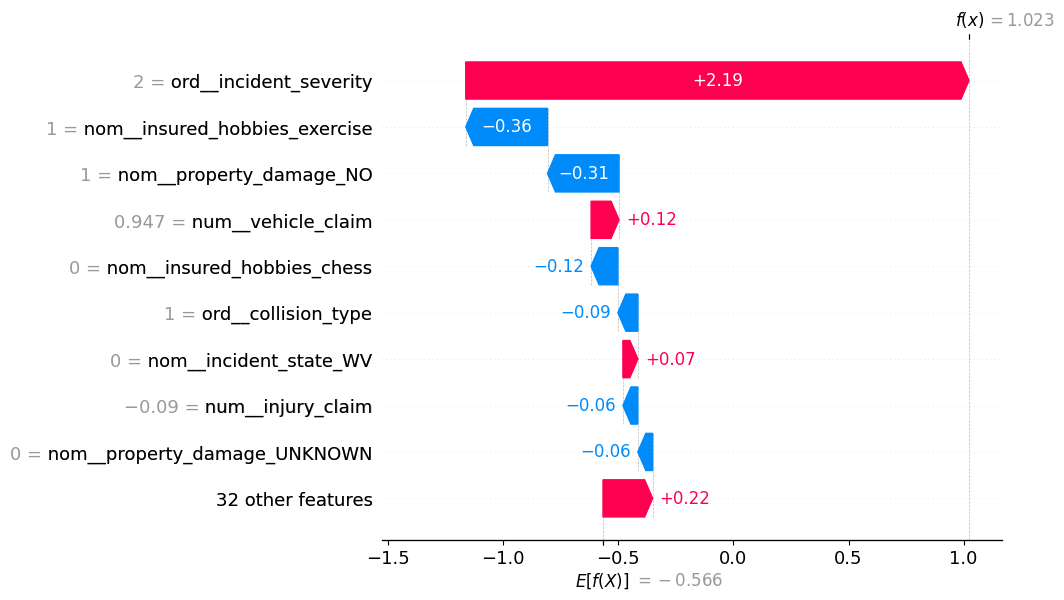 f(x) = 1.023
2 = ord__incident_severity
+2.19
1 = nom__insured_hobbies_exercise
−0.36
1 = nom__property_damage_NO
−0.31
0.947 = num__vehicle_claim
+0.12
0 = nom__insured_hobbies_chess
−0.12
1 = ord__collision_type
−0.09
0 = nom__incident_state_WV
+0.07
−0.09 = num__injury_claim
−0.06
0 = nom__property_damage_UNKNOWN
−0.06
32 other features
+0.22
−1.5 −1.0 −0.5 0.0 0.5 1.0
E[f(X)] = −0.566